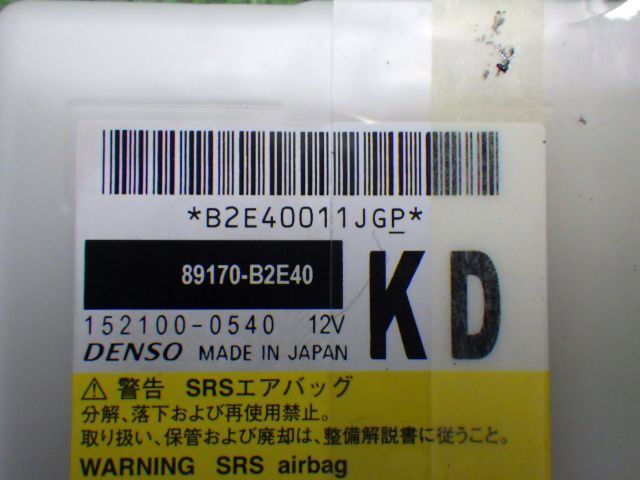 *B2E40011JGP*
89170-B2E40
KD
152100-0540 12V
DENSO MADE IN JAPAN
⚠ 警告 SRSエアバッグ
分解、落下および再使用禁止。
取り扱い、保管および廃却は、整備解説書に従うこと。
WARNING SRS airbag